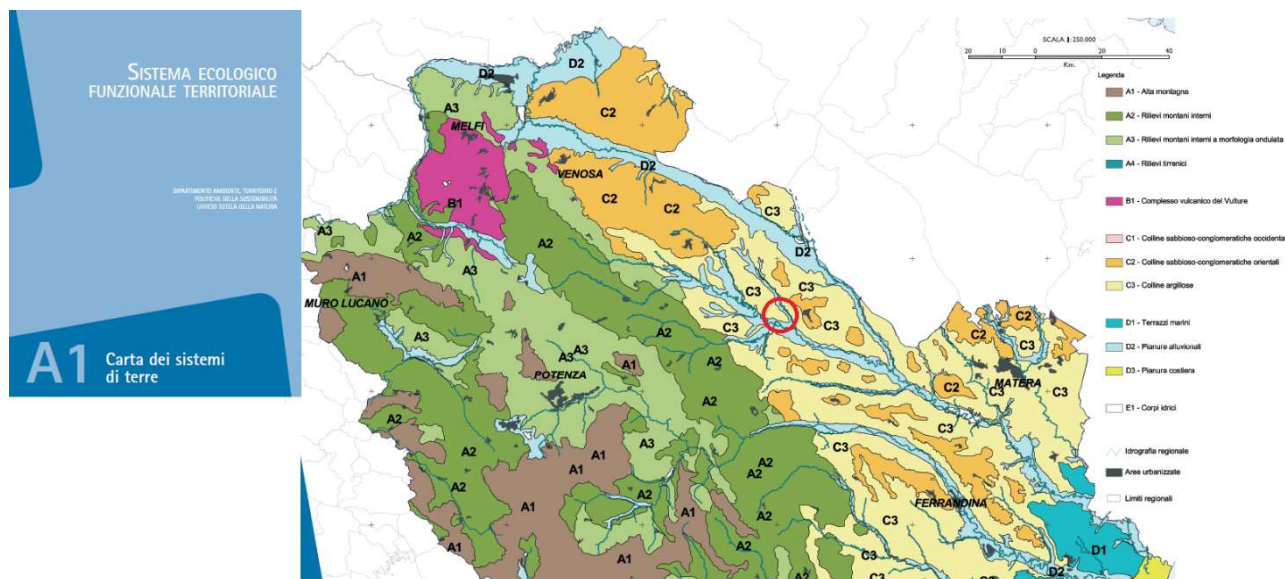 SISTEMA ECOLOGICO
FUNZIONALE TERRITORIALE
DIPARTIMENTO AMBIENTE, TERRITORIO E
POLITICHE DELLA SOSTENIBILITÀ
UFFICIO TUTELA DELLA NATURA
A1 Carta dei sistemi
di terre
SCALA 1:250.000
20 10 0 20 40
Km.
Legenda
A1 - Alta montagna
A2 - Rilievi montani interni
A3 - Rilievi montani interni a morfologia ondulata
A4 - Rilievi tirrenici
B1 - Complesso vulcanico del Vulture
C1 - Colline sabbioso-conglomeratiche occidenta
C2 - Colline sabbioso-conglomeratiche orientali
C3 - Colline argillose
D1 - Terrazzi marini
D2 - Pianure alluvionali
D3 - Pianura costiera
E1 - Corpi idrici
Idrografia regionale
Aree urbanizzate
Limiti regionali
D2
D2
A3
C2
MELFI
D2
VENOSA
C2
C2
C3
B1
A3
A2
A2
D2
A3
A1
C3
C3
MURO LUCANO
C3
C3
C2
C2
C3
A3
A2
A3
A3
A1
POTENZA
MATERA
C2
C3
C3
A2
A2
C3
A3
C3
A2
A1
A1
A2
A2
A2
A1
A2
C3
FERRANDINA
A1
A2
C3
C3
A1
A1
A2
C3
D1
D2
A2
C2